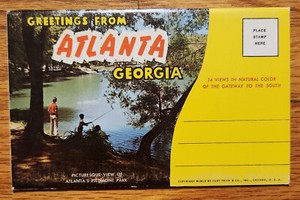 GREETINGS FROM
ATLANTA
GEORGIA
PLACE
STAMP
HERE
14 VIEWS IN NATURAL COLOR
OF THE GATEWAY TO THE SOUTH
PICTURESQUE VIEW OF
ATLANTA'S PIEDMONT PARK